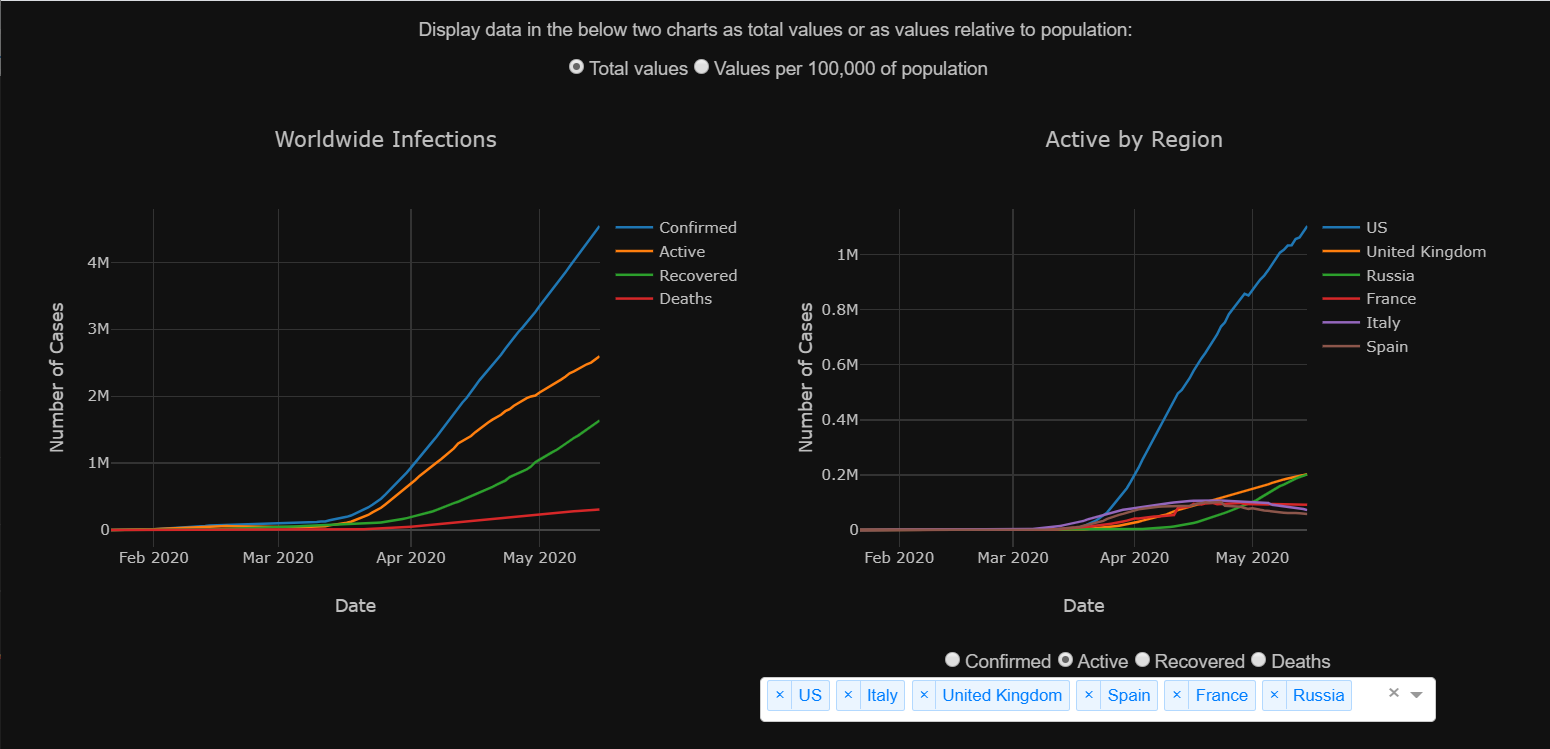 Display data in the below two charts as total values or as values relative to population:
Total values Values per 100,000 of population
Worldwide Infections
Number of Cases
4M
3M
2M
1M
0
Feb 2020 Mar 2020 Apr 2020 May 2020
Date
Confirmed
Active
Recovered
Deaths
Active by Region
Number of Cases
1M
0.8M
0.6M
0.4M
0.2M
0
Feb 2020 Mar 2020 Apr 2020 May 2020
Date
US
United Kingdom
Russia
France
Italy
Spain
Confirmed Active Recovered Deaths
× US × Italy × United Kingdom × Spain × France × Russia ×